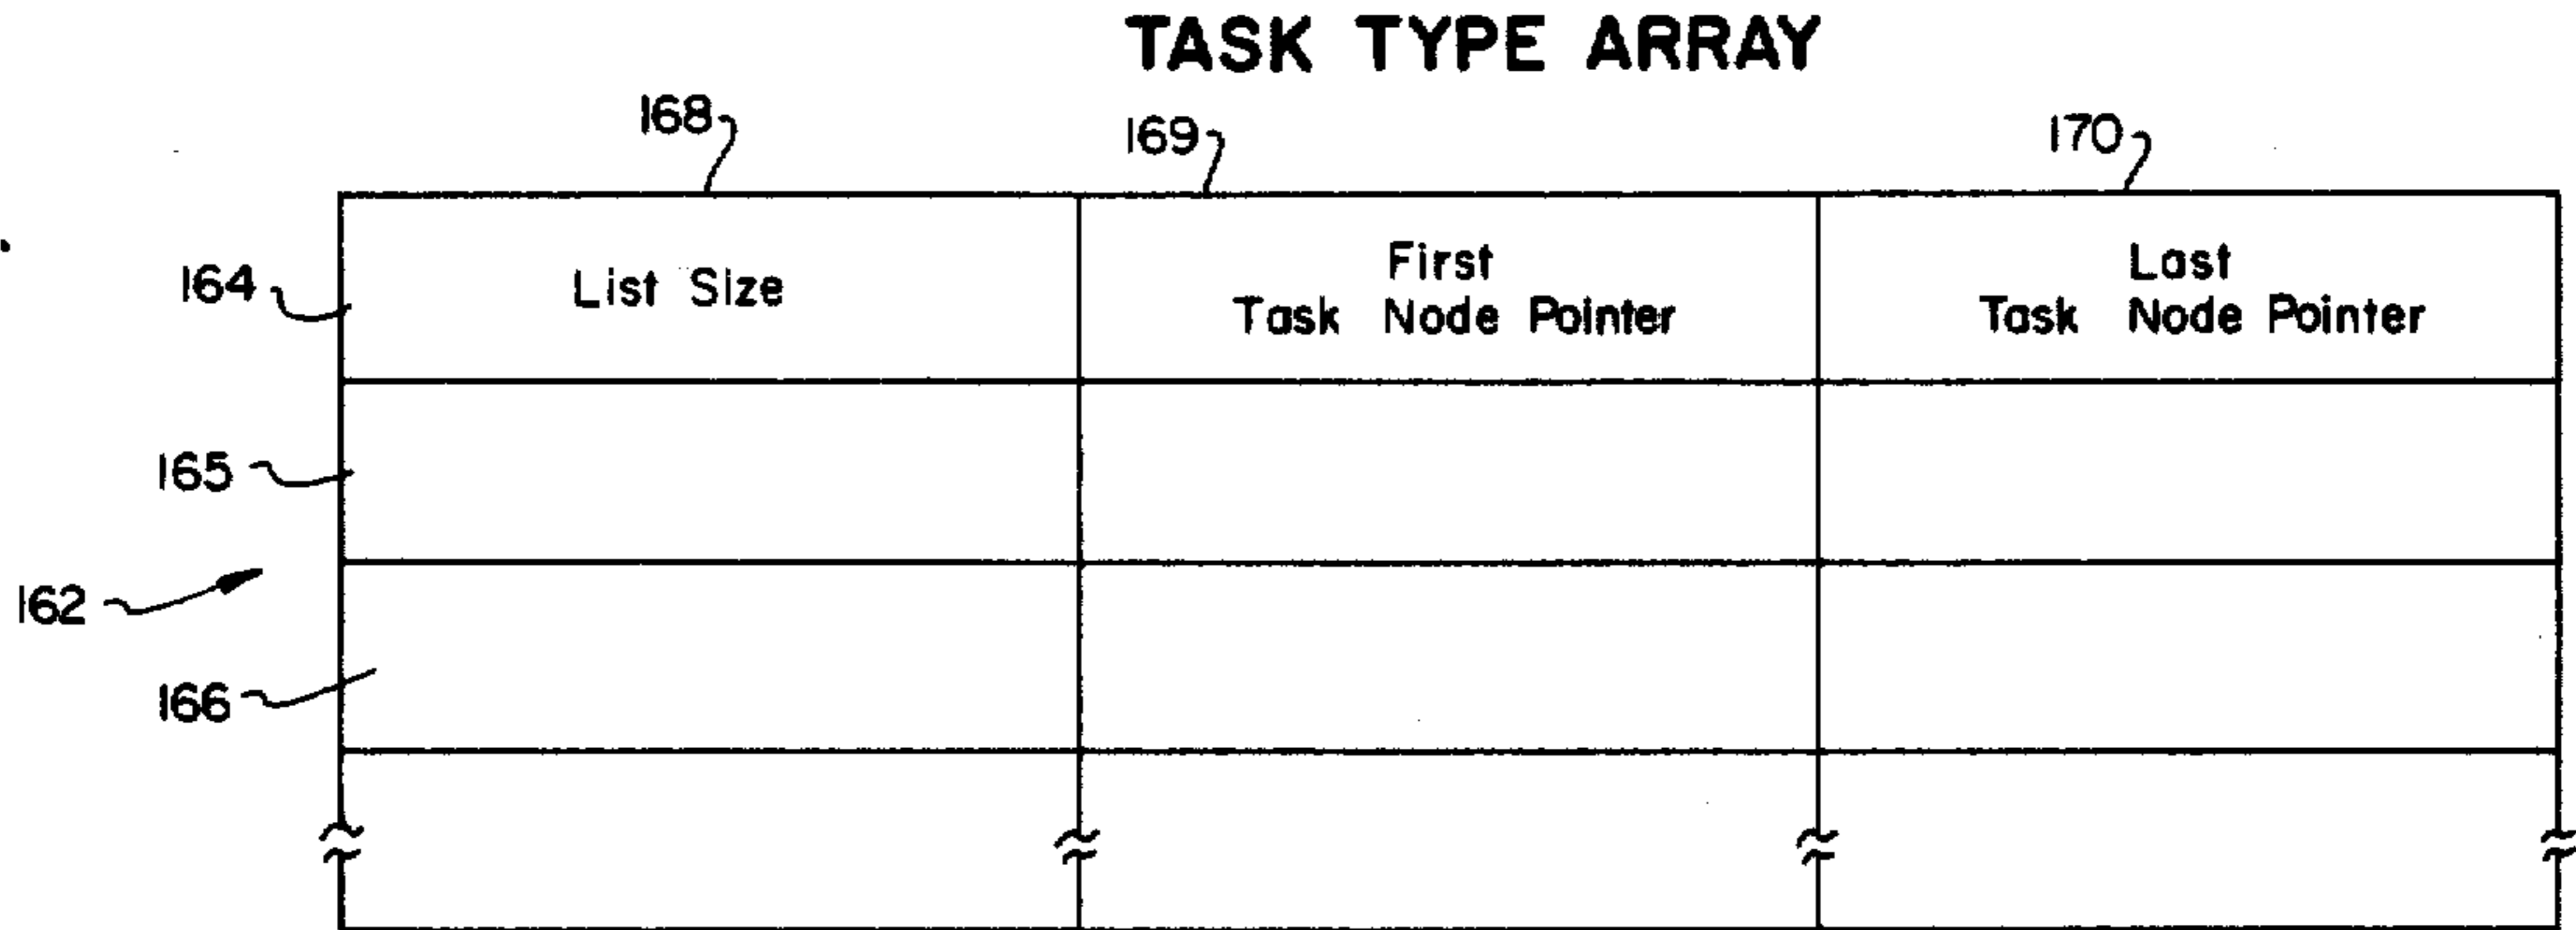 TASK TYPE ARRAY
168
169
170
164
List Size
First
Task Node Pointer
Last
Task Node Pointer
165
162
166